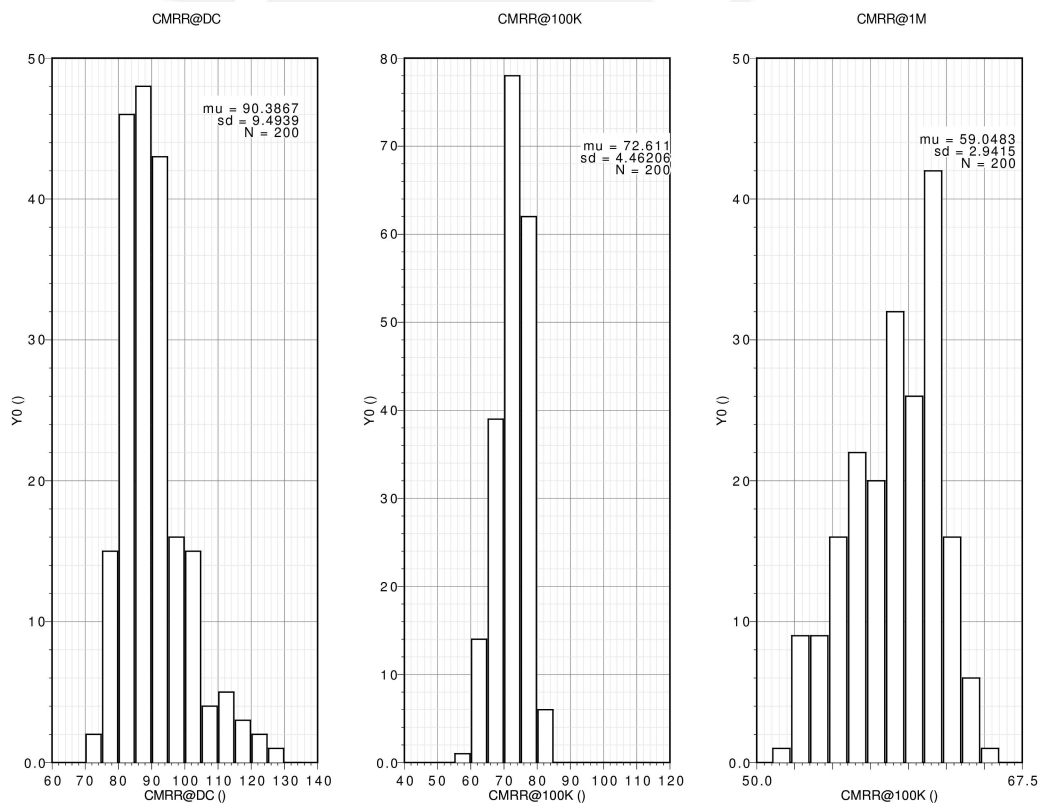 CMRR@DC
CMRR@100K
CMRR@1M
50
40
30
20
10
0.0
Y0 ()
mu = 90.3867
sd = 9.4939
N = 200
60 70 80 90 100 110 120 130 140
CMRR@DC ()
80
70
60
50
40
30
20
10
0.0
Y0 ()
mu = 72.611
sd = 4.46206
N = 200
40 50 60 70 80 90 100 110 120
CMRR@100K ()
50
40
30
20
10
0.0
Y0 ()
mu = 59.0483
sd = 2.9415
N = 200
50.0 67.5
CMRR@100K ()